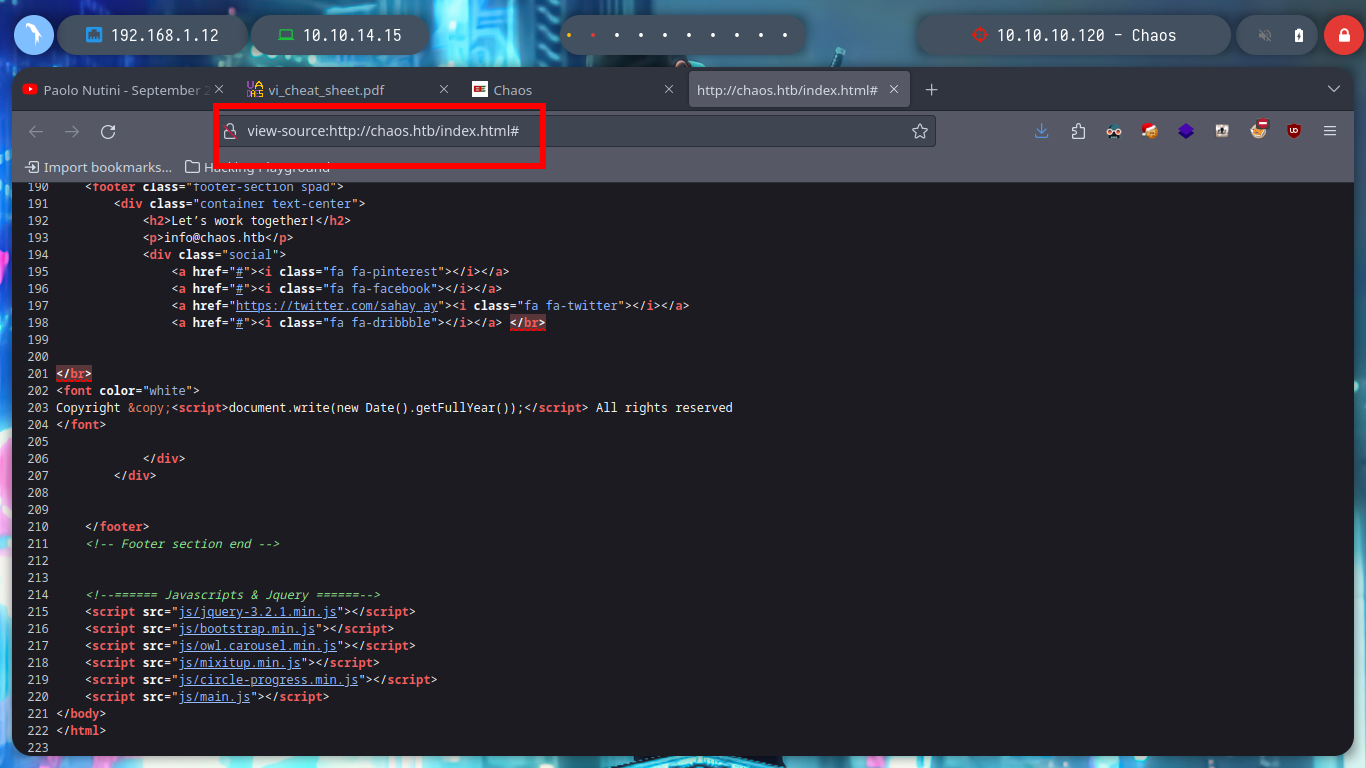 192.168.1.12 10.10.14.15 10.10.10.120 - Chaos
Paolo Nutini - September 2 vi_cheat_sheet.pdf Chaos http://chaos.htb/index.html#
view-source:http://chaos.htb/index.html#
Import bookmarks... Hacking Playground
190 <footer class="footer-section spad">
191 <div class="container text-center">
192 <h2>Let’s work together!</h2>
193 <p>info@chaos.htb</p>
194 <div class="social">
195 <a href="#"><i class="fa fa-pinterest"></i></a>
196 <a href="#"><i class="fa fa-facebook"></i></a>
197 <a href="https://twitter.com/sahay_ay"><i class="fa fa-twitter"></i></a>
198 <a href="#"><i class="fa fa-dribbble"></i></a> </br>
199
200
201 </br>
202 <font color="white">
203 Copyright &copy;<script>document.write(new Date().getFullYear());</script> All rights reserved
204 </font>
205
206 </div>
207 </div>
208
209
210 </footer>
211 <!-- Footer section end -->
212
213
214 <!--====== Javascripts & Jquery ======-->
215 <script src="js/jquery-3.2.1.min.js"></script>
216 <script src="js/bootstrap.min.js"></script>
217 <script src="js/owl.carousel.min.js"></script>
218 <script src="js/mixitup.min.js"></script>
219 <script src="js/circle-progress.min.js"></script>
220 <script src="js/main.js"></script>
221 </body>
222 </html>
223